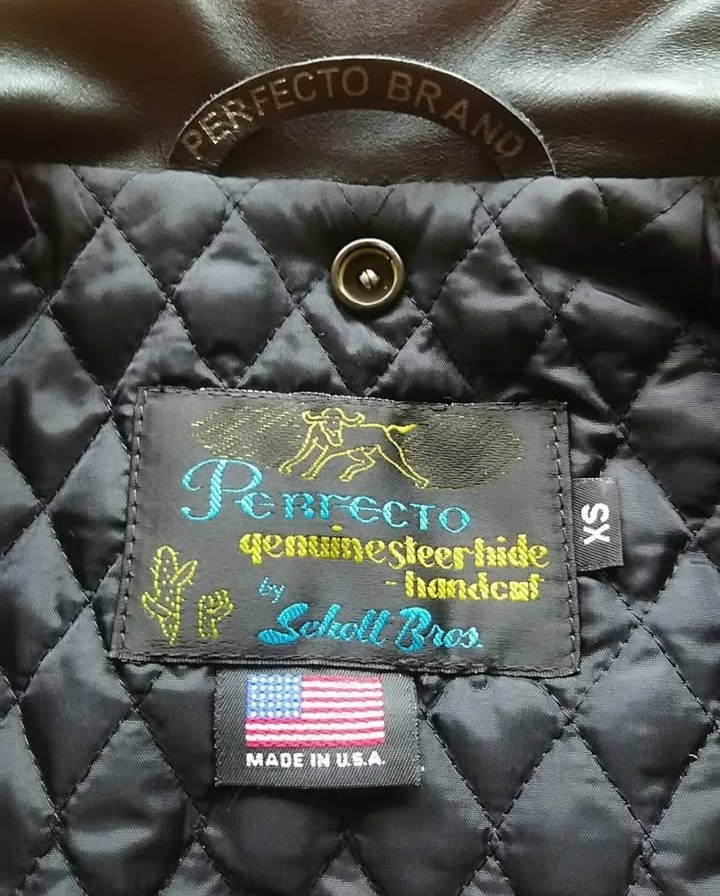 PERFECTO BRAND
Perfecto
genuine steerhide
-handcut
by
Schott Bros.
XS
MADE IN U.S.A.